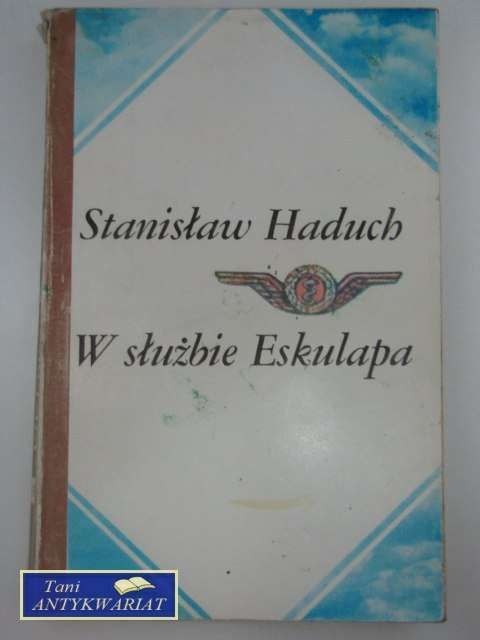 Stanisław Haduch
W służbie Eskulapa
Tani
ANTYKWARIAT